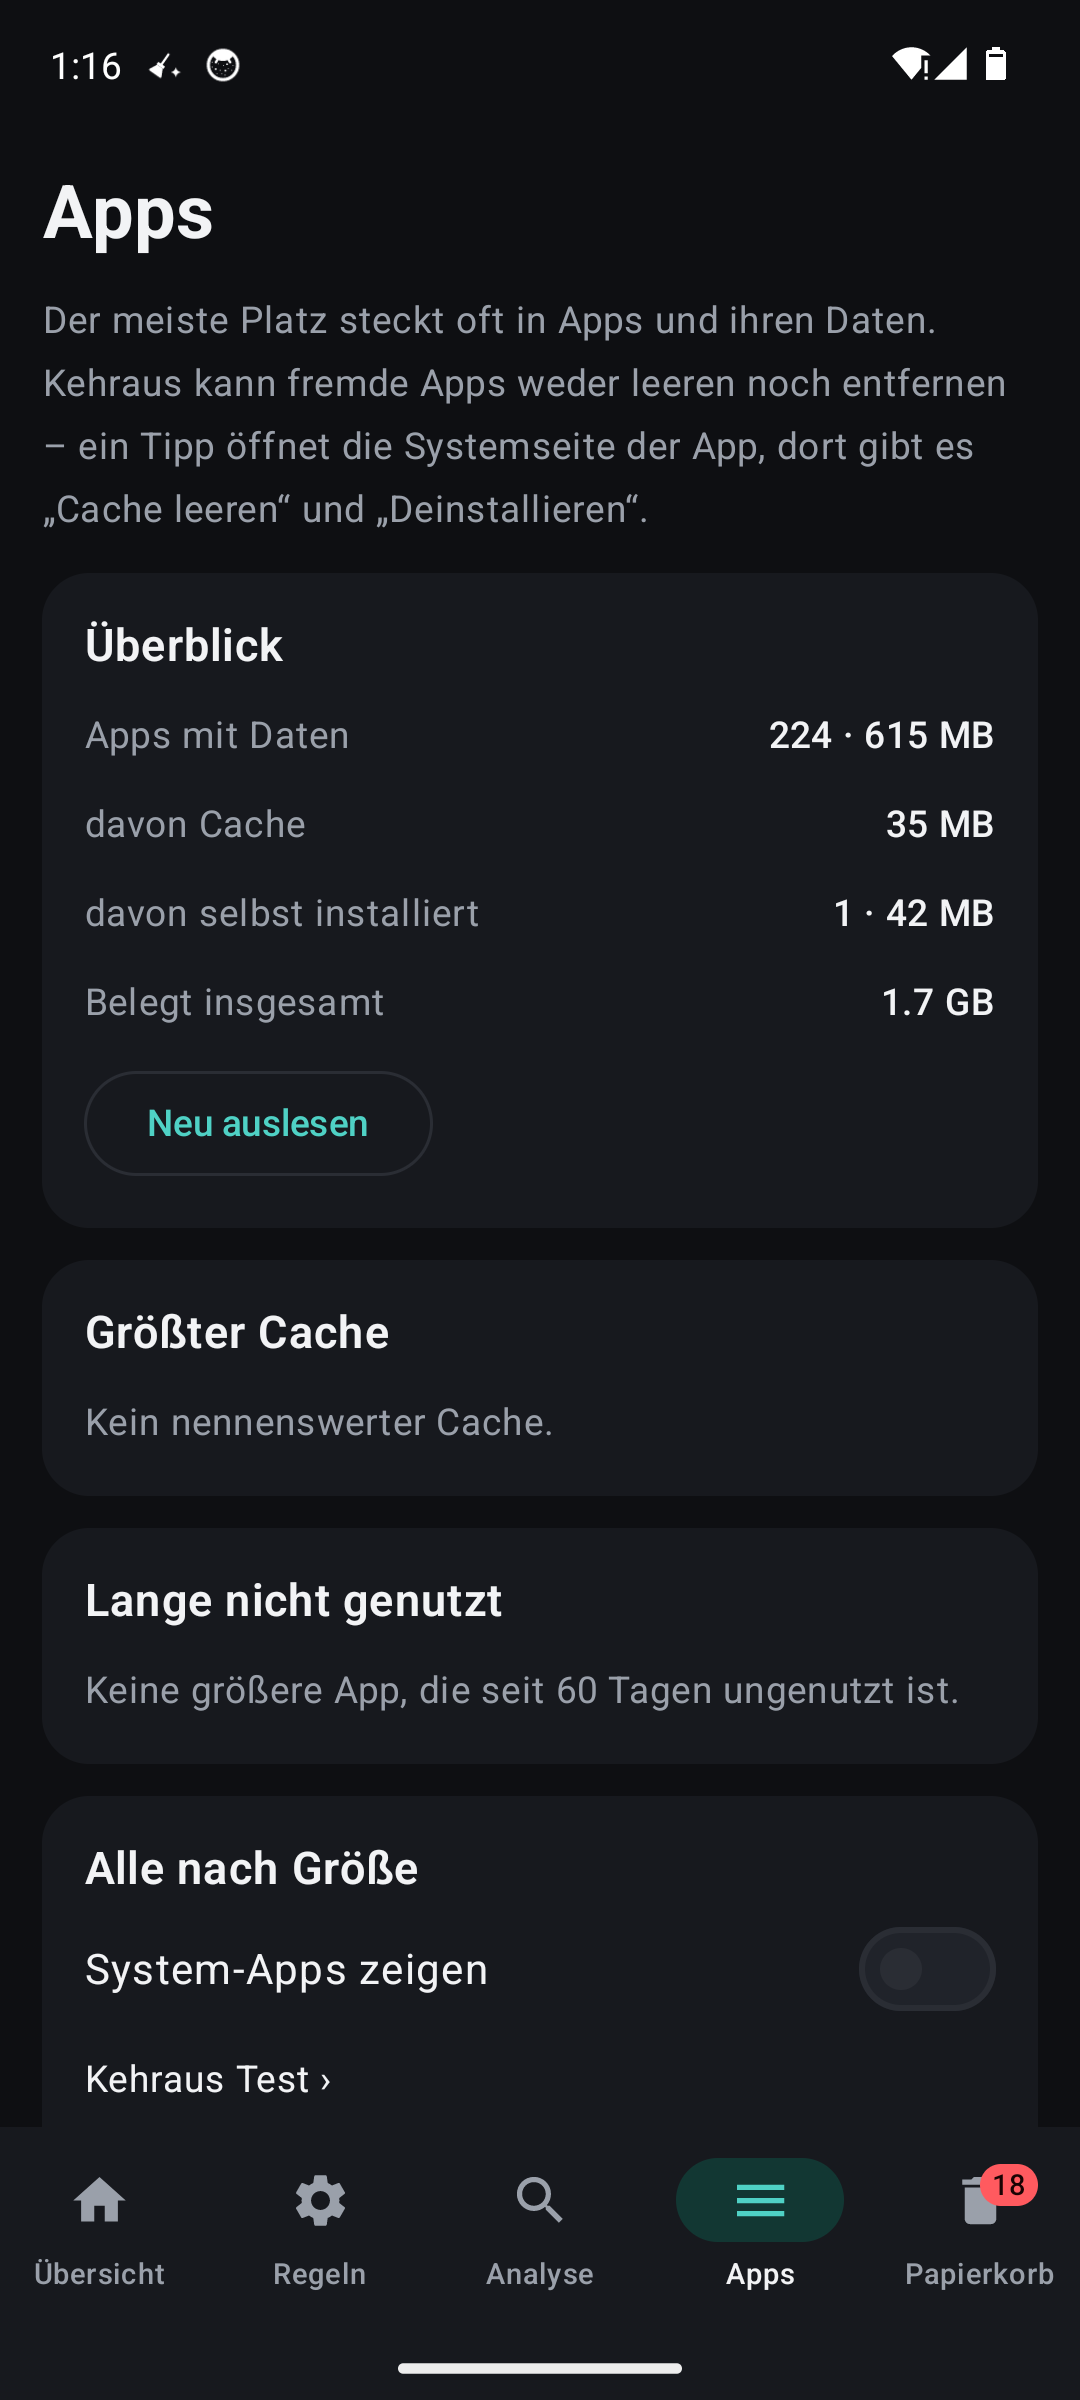 1:16
Apps
Der meiste Platz steckt oft in Apps und ihren Daten.
Kehraus kann fremde Apps weder leeren noch entfernen
– ein Tipp öffnet die Systemseite der App, dort gibt es
„Cache leeren“ und „Deinstallieren“.
Überblick
Apps mit Daten 224 · 615 MB
davon Cache 35 MB
davon selbst installiert 1 · 42 MB
Belegt insgesamt 1.7 GB
Neu auslesen
Größter Cache
Kein nennenswerter Cache.
Lange nicht genutzt
Keine größere App, die seit 60 Tagen ungenutzt ist.
Alle nach Größe
System-Apps zeigen
Kehraus Test ›
18
Übersicht Regeln Analyse Apps Papierkorb